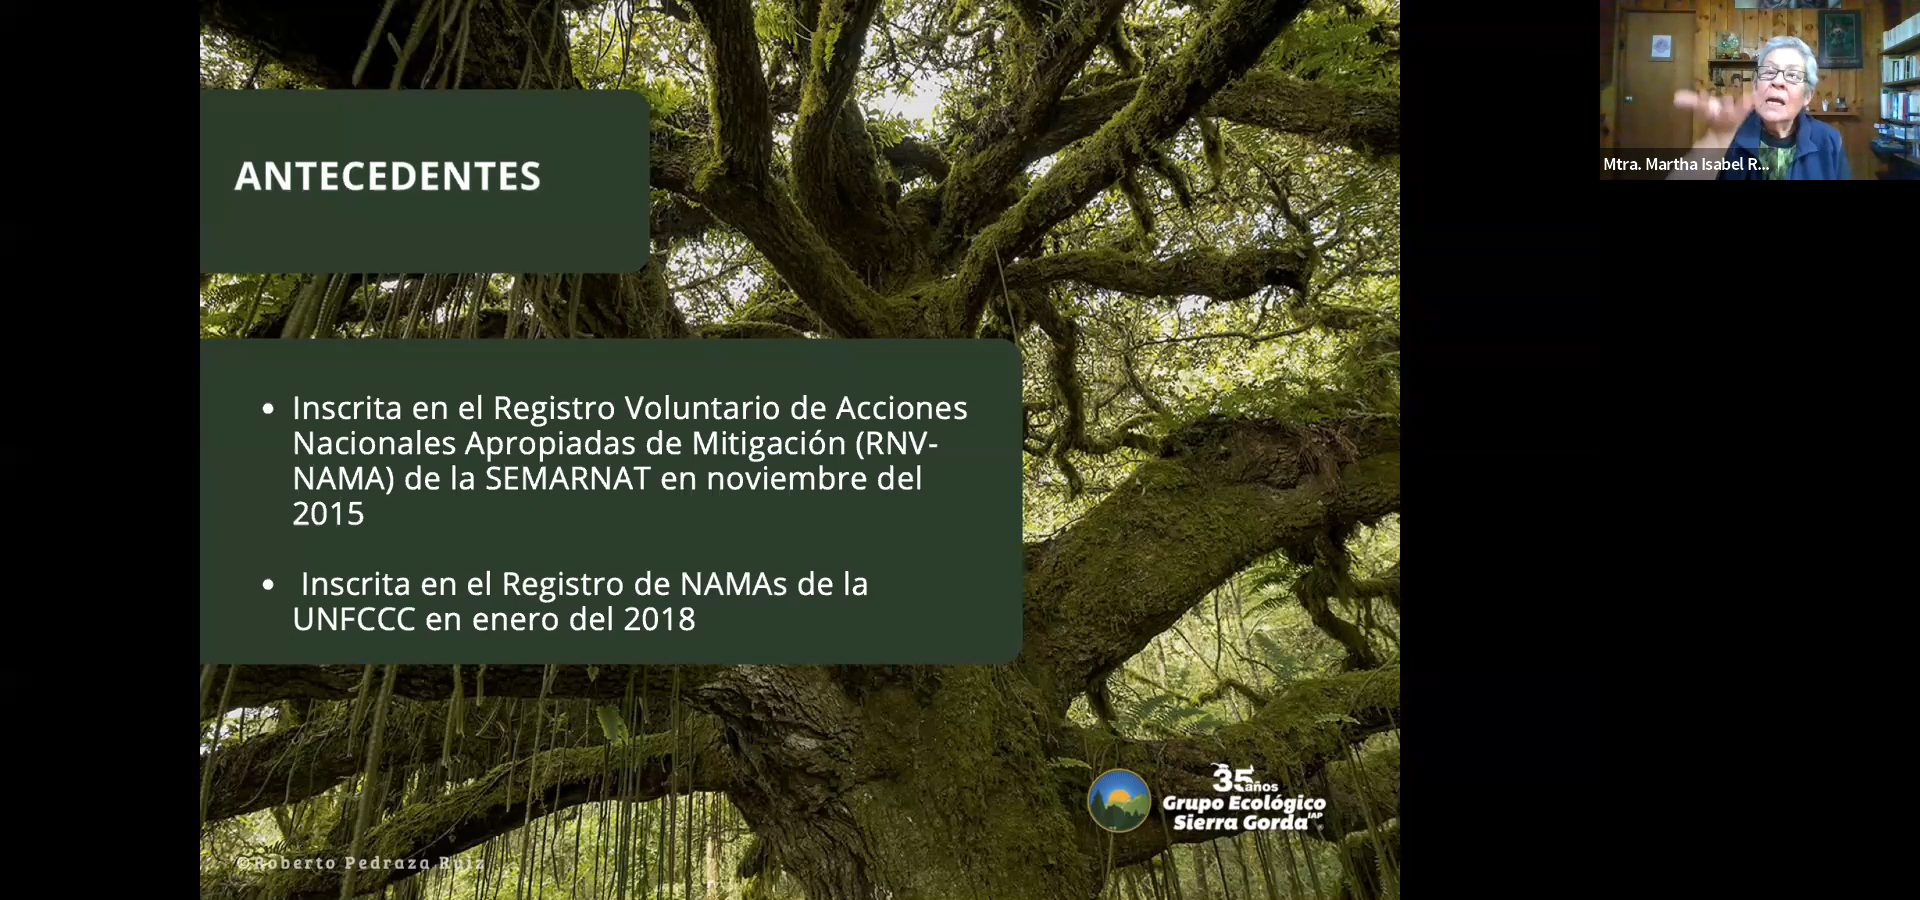 ANTECEDENTES
• Inscrita en el Registro Voluntario de Acciones
Nacionales Apropiadas de Mitigación (RNV-
NAMA) de la SEMARNAT en noviembre del
2015
• Inscrita en el Registro de NAMAs de la
UNFCCC en enero del 2018
35 años
Grupo Ecológico
Sierra Gorda IAP
©Roberto Pedraza Ruiz
Mtra. Martha Isabel R...